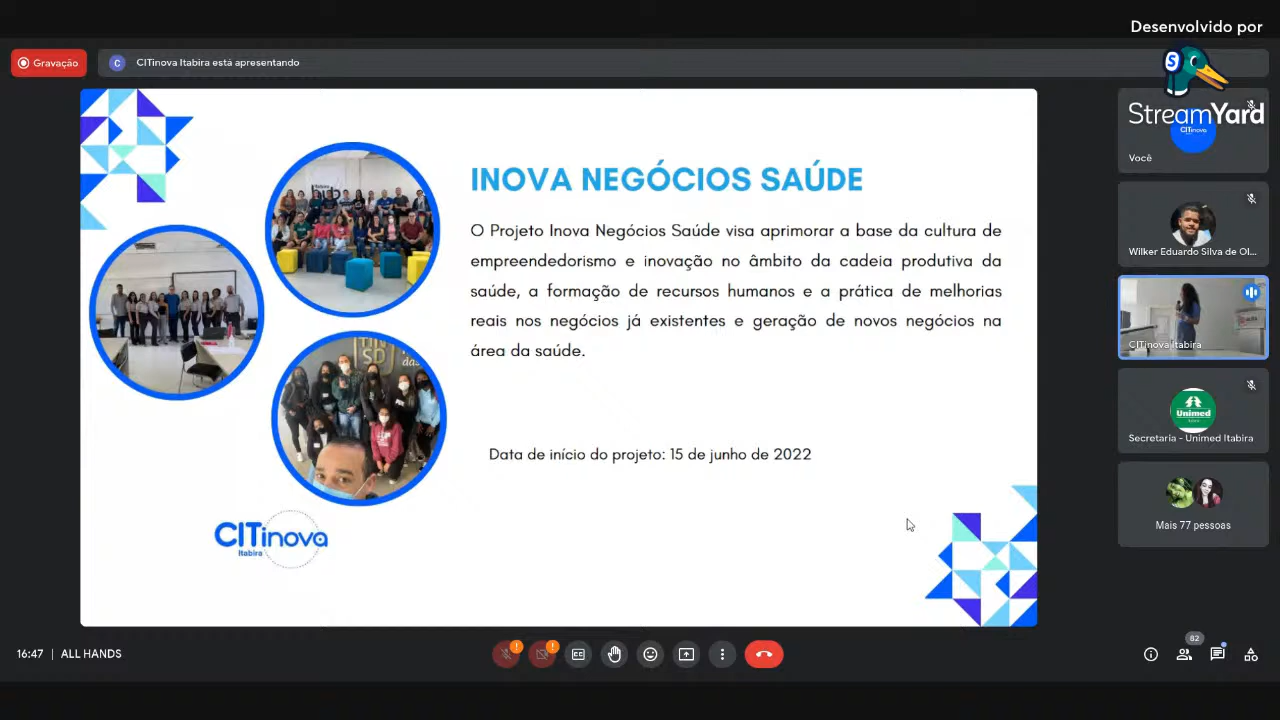 Desenvolvido por
StreamYard
Gravação
C
CITinova Itabira está apresentando
INOVA NEGÓCIOS SAÚDE
O Projeto Inova Negócios Saúde visa aprimorar a base da cultura de
empreendedorismo e inovação no âmbito da cadeia produtiva da
saúde, a formação de recursos humanos e a prática de melhorias
reais nos negócios já existentes e geração de novos negócios na
área da saúde.
Data de início do projeto: 15 de junho de 2022
CITinova
Itabira
CITinova
Você
Wilker Eduardo Silva de Ol...
CITinova Itabira
Unimed
Secretaria - Unimed Itabira
Mais 77 pessoas
16:47 | ALL HANDS
82